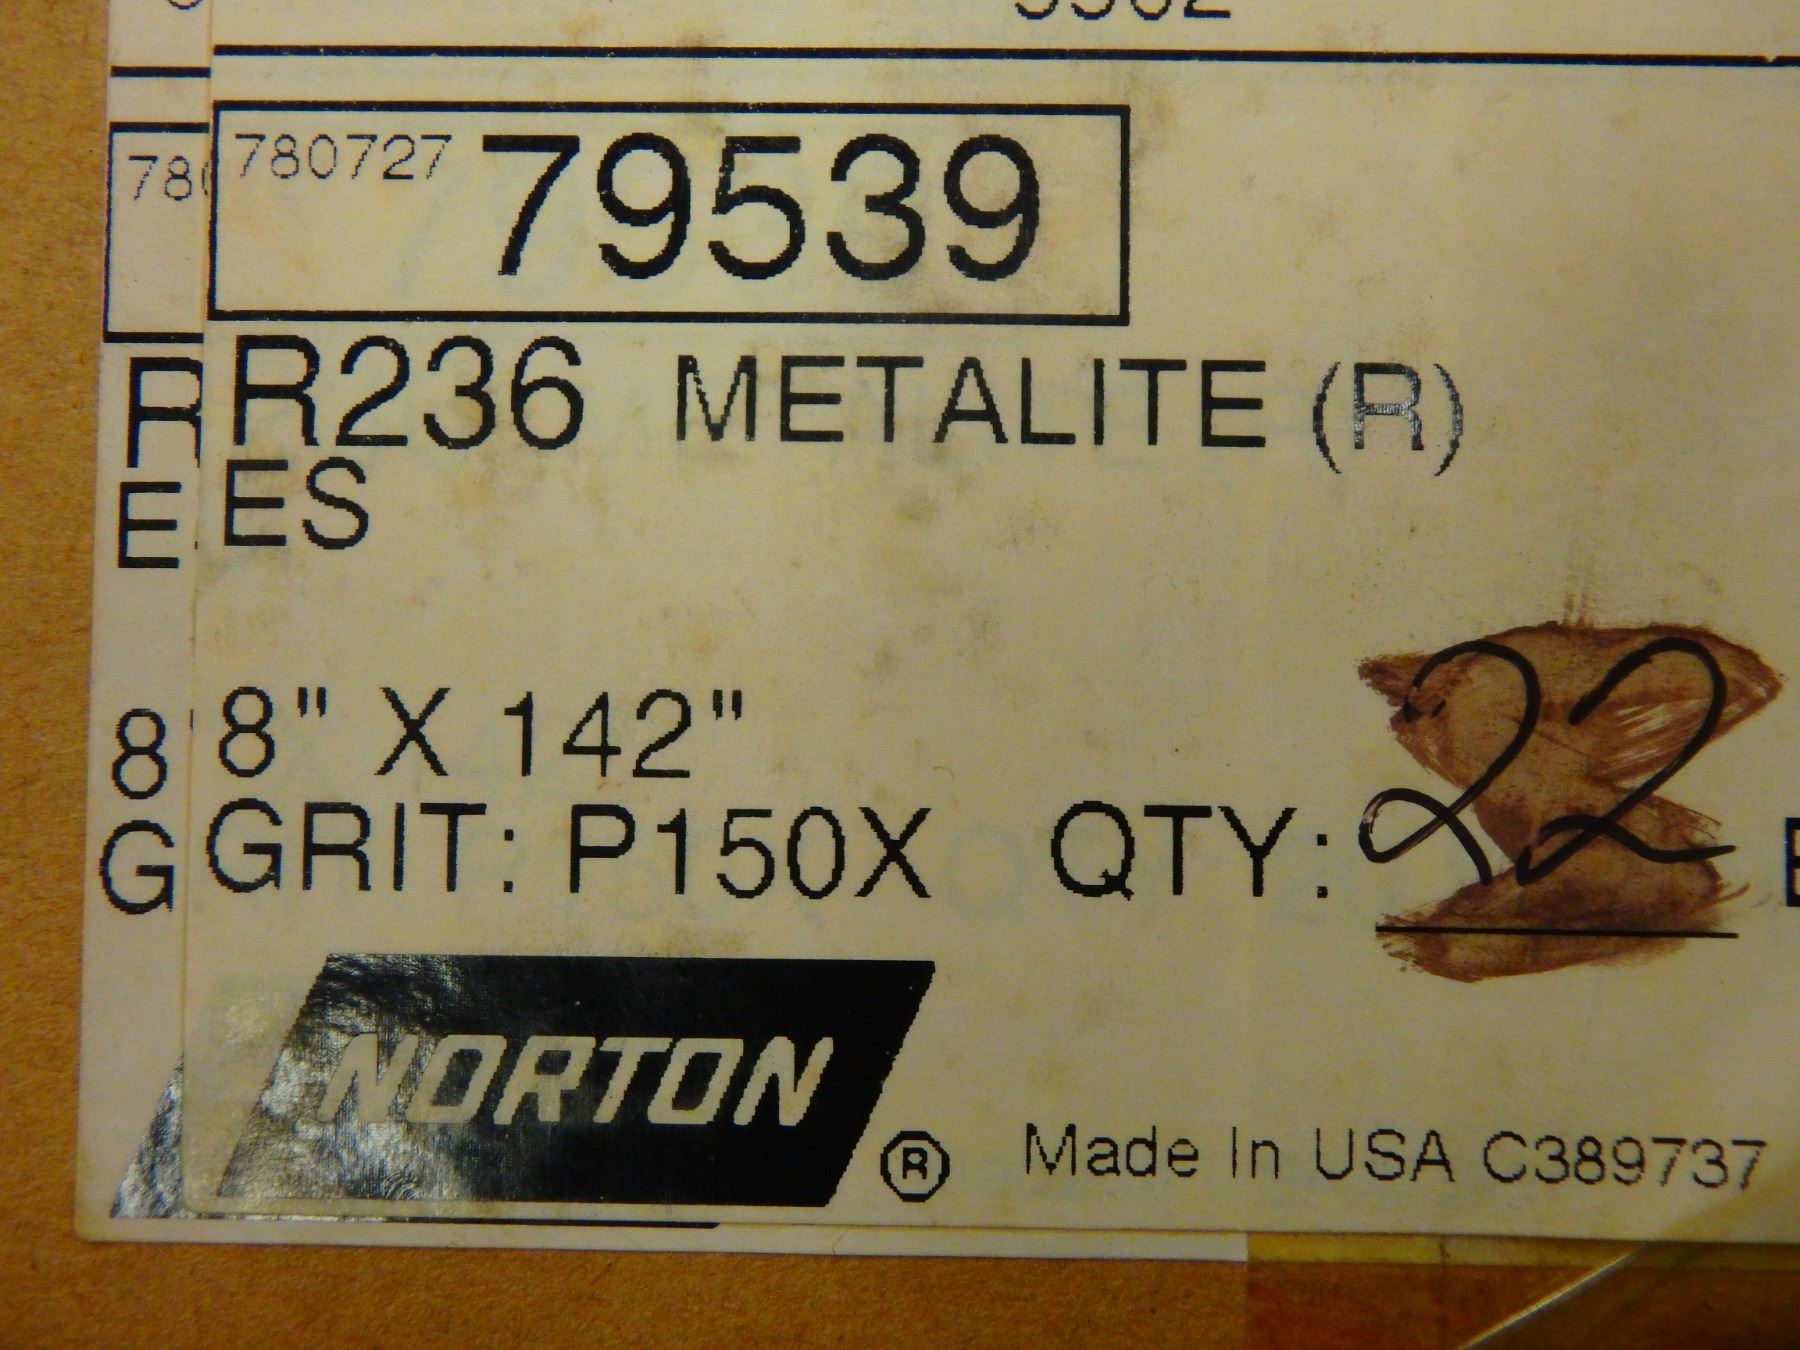 780727 79539
R236 METALITE (R)
ES
8" X 142"
GRIT: P150X QTY: 22
NORTON ® Made In USA C389737